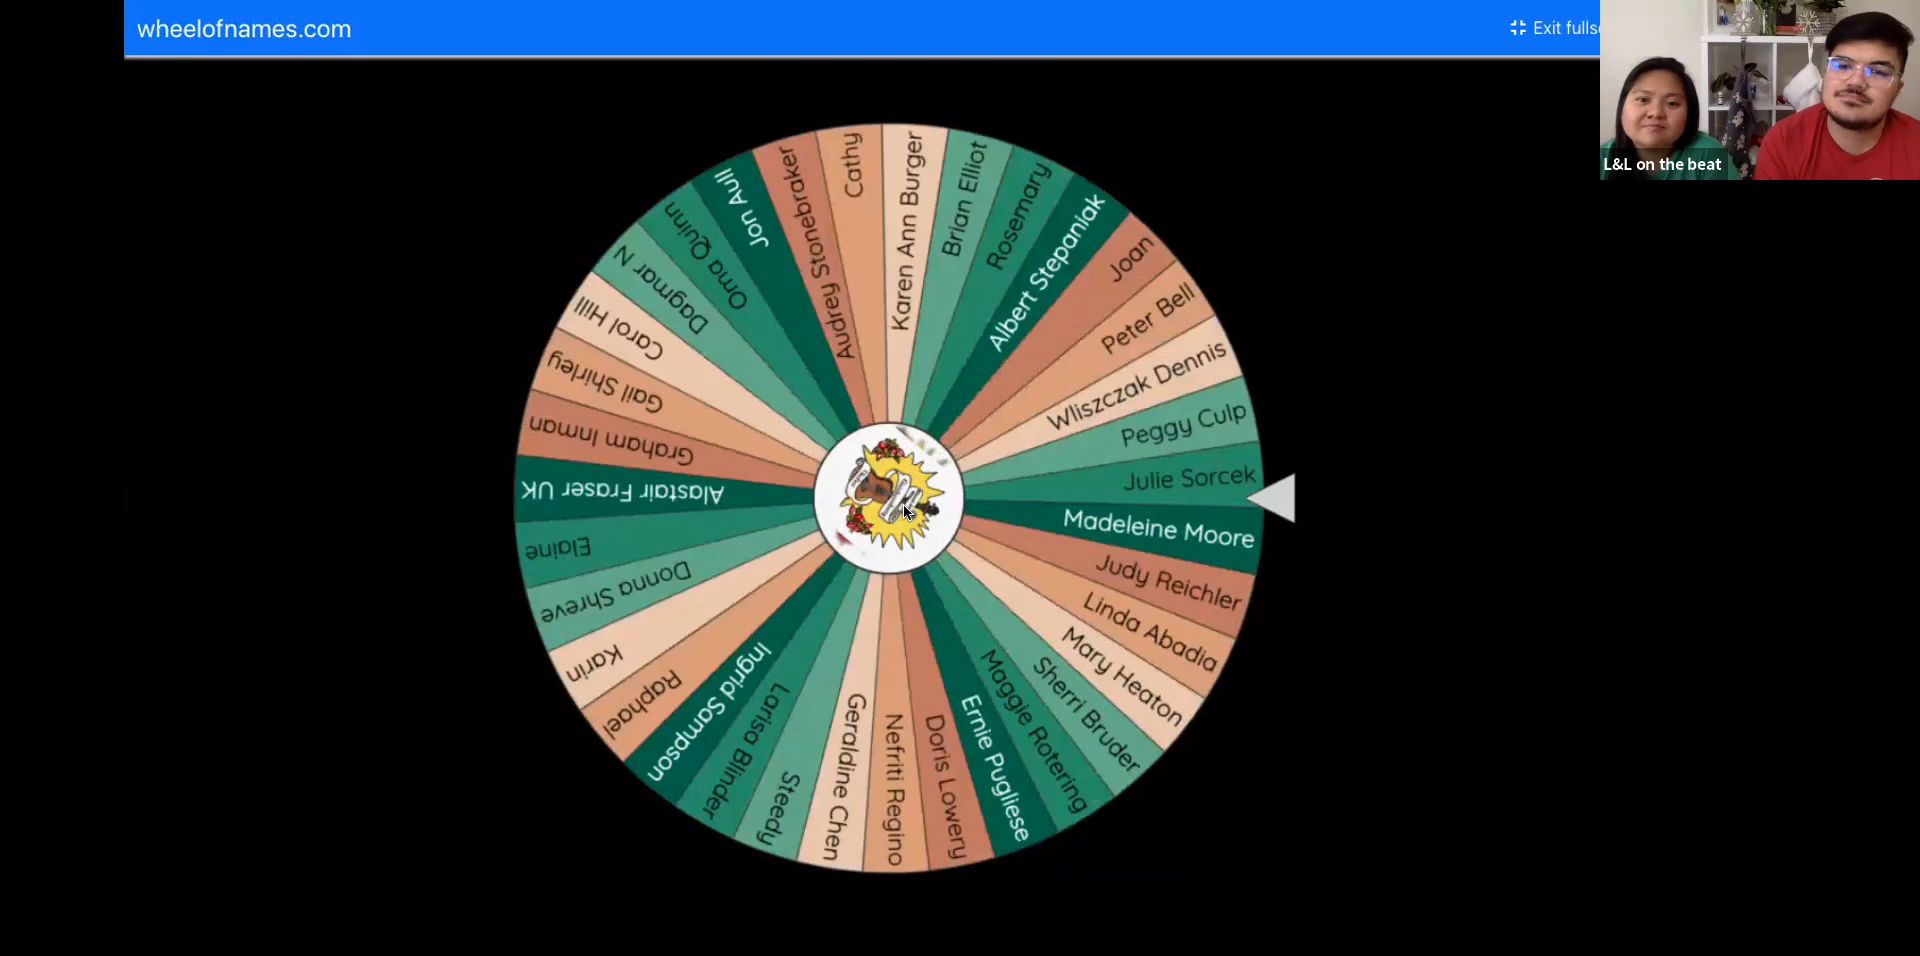 wheelofnames.com
Exit fulls
L&L on the beat
Cathy
Karen Ann Burger
Brian Elliot
Rosemary
Albert Stepaniak
Joan
Peter Bell
Wliszczak Dennis
Peggy Culp
Julie Sorcek
Madeleine Moore
Judy Reichler
Linda Abadia
Mary Heaton
Sherri Bruder
Maggie Rotering
Ernie Pugliese
Doris Lowery
Nefriti Regino
Geraldine Chen
Steedy
Larisa Blinder
Ingrid Sampson
Raphael
Karin
Donna Shreve
Elaine
Alastair Fraser UK
Graham Inman
Gail Shirley
Carol Hill
Dagmar N
Orna Quinn
Jon Aull
Audrey Stonebraker